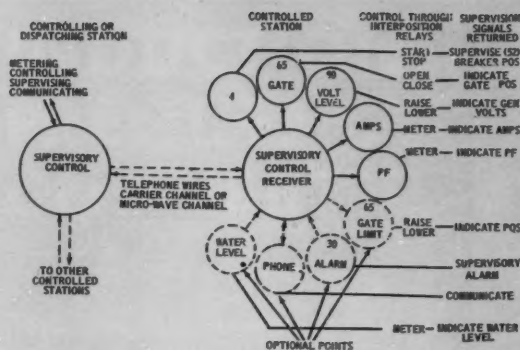 CONTROLLING OR
DISPATCHING STATION
CONTROLLED
STATION
CONTROL THROUGH
INTERPOSITION
RELAYS
SUPERVISION
SIGNALS
RETURNED
METERING
CONTROLLING
SUPERVISING
COMMUNICATING
4
65
GATE
90
VOLT
LEVEL
START
STOP
SUPERVISE (52)
BREAKER POS
OPEN
CLOSE
INDICATE
GATE POS
RAISE
LOWER
INDICATE GEN
VOLTS
AMPS
METER
INDICATE AMPS
PF
METER
INDICATE PF
SUPERVISORY
CONTROL
SUPERVISORY
CONTROL
RECEIVER
TELEPHONE WIRES
CARRIER CHANNEL OR
MICRO-WAVE CHANNEL
65
GATE
LIMIT
RAISE
LOWER
INDICATE POS
WATER
LEVEL
PHONE
30
ALARM
SUPERVISORY
ALARM
COMMUNICATE
TO OTHER
CONTROLLED
STATIONS
METER
INDICATE WATER
LEVEL
OPTIONAL POINTS